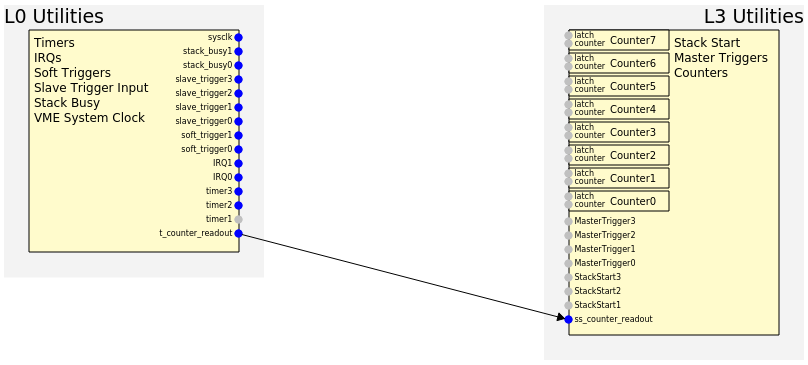 L0 Utilities
Timers
IRQs
Soft Triggers
Slave Trigger Input
Stack Busy
VME System Clock
sysclk
stack_busy1
stack_busy0
slave_trigger3
slave_trigger2
slave_trigger1
slave_trigger0
soft_trigger1
soft_trigger0
IRQ1
IRQ0
timer3
timer2
timer1
t_counter_readout
L3 Utilities
Stack Start
Master Triggers
Counters
latch
counter Counter7
latch
counter Counter6
latch
counter Counter5
latch
counter Counter4
latch
counter Counter3
latch
counter Counter2
latch
counter Counter1
latch
counter Counter0
MasterTrigger3
MasterTrigger2
MasterTrigger1
MasterTrigger0
StackStart3
StackStart2
StackStart1
ss_counter_readout